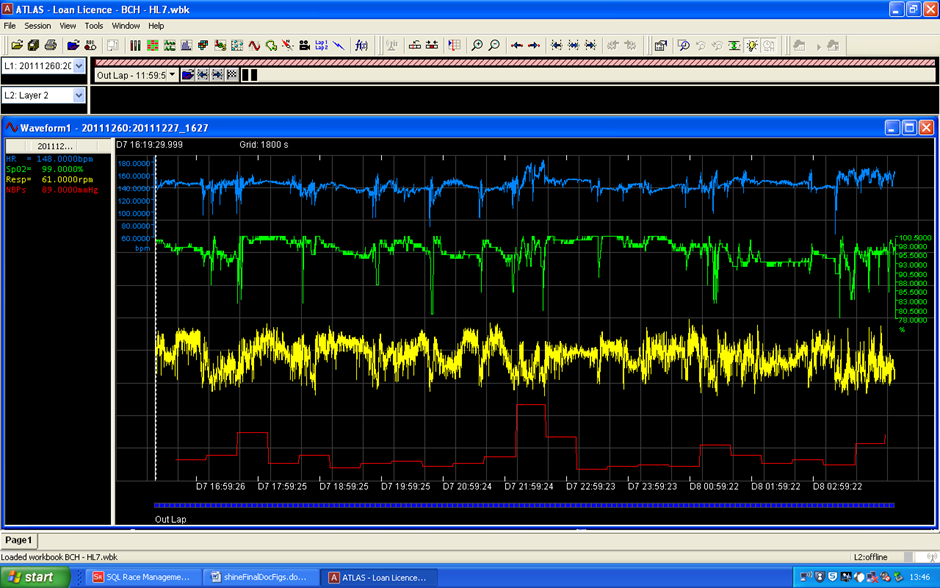 ATLAS - Loan Licence - BCH - HL7.wbk
File Session View Tools Window Help
Lap1
Lap2
f(x)
L1: 20111260:20
Out Lap - 11:59:5
L2: Layer 2
Waveform1 - 20111260:20111227_1627
201112...
D7 16:19:29.999 Grid: 1800 s
HR = 148.0000bpm
SpO2= 99.0000%
Resp= 61.0000rpm
NBPs 89.0000mmHg
180.0000
160.0000
140.0000
120.0000
100.0000
80.0000
60.0000
bpm
100.5000
98.0000
95.5000
93.0000
90.5000
88.0000
85.5000
83.0000
80.5000
78.0000
%
D7 16:59:26 D7 17:59:25 D7 18:59:25 D7 19:59:25 D7 20:59:24 D7 21:59:24 D7 22:59:23 D7 23:59:23 D8 00:59:22 D8 01:59:22 D8 02:59:22
Out Lap
Page1
Loaded workbook BCH - HL7.wbk L2:offline
start SQL Race Manageme... shineFinalDocFigs.do... ATLAS - Loan Licence... 13:46